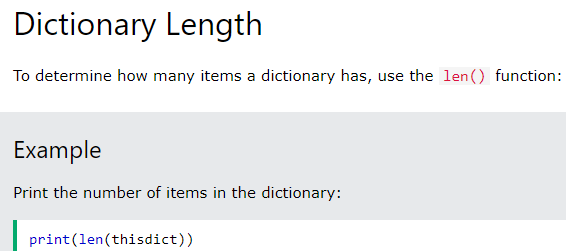 Dictionary Length
To determine how many items a dictionary has, use the len() function:
Example
Print the number of items in the dictionary:
print(len(thisdict))